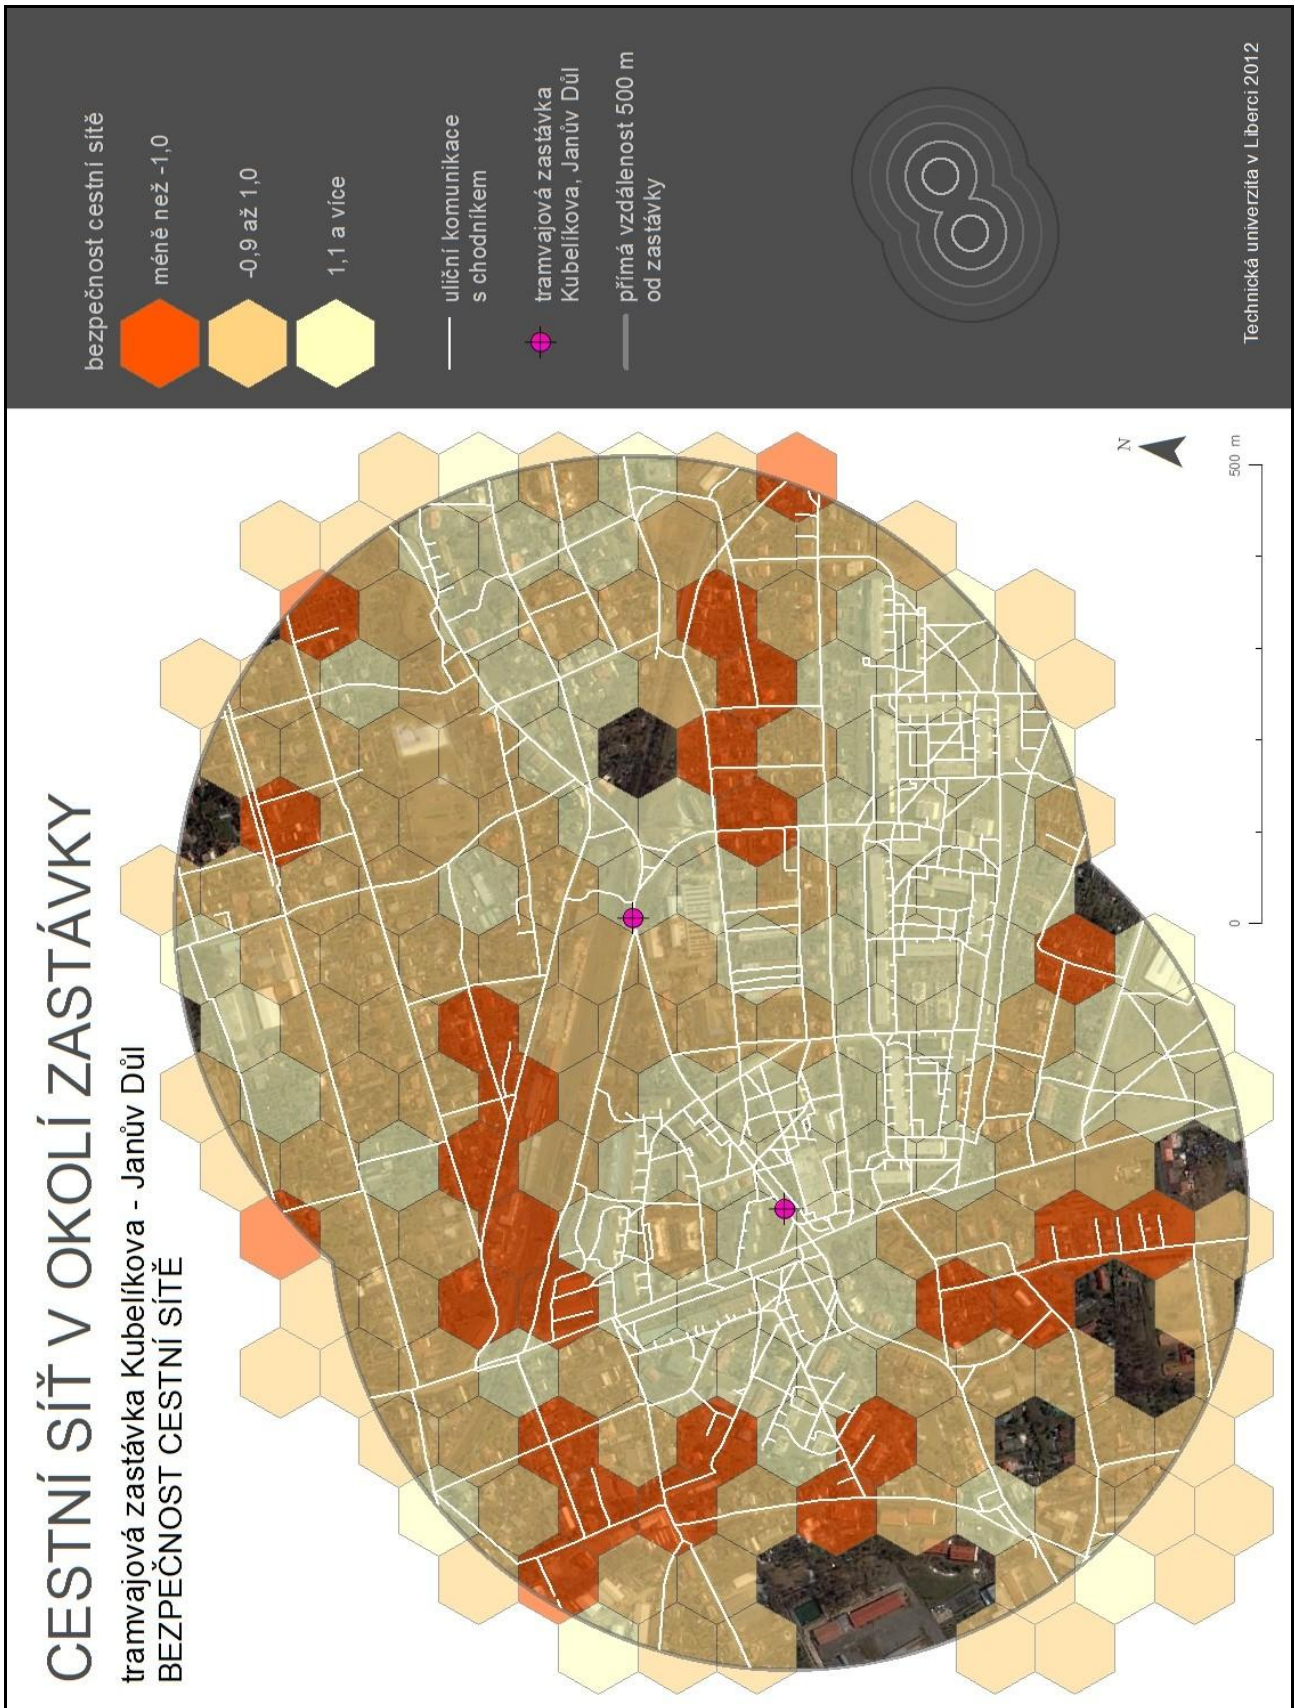 CESTNÍ SÍŤ V OKOLÍ ZASTÁVKY
tramvajová zastávka Kubelíkova - Janův Důl
BEZPEČNOST CESTNÍ SÍTĚ
bezpečnost cestní sítě
méně než -1,0
-0,9 až 1,0
1,1 a více
uliční komunikace
s chodníkem
tramvajová zastávka
Kubelíkova, Janův Důl
přímá vzdálenost 500 m
od zastávky
N
0
500 m
Technická univerzita v Liberci 2012